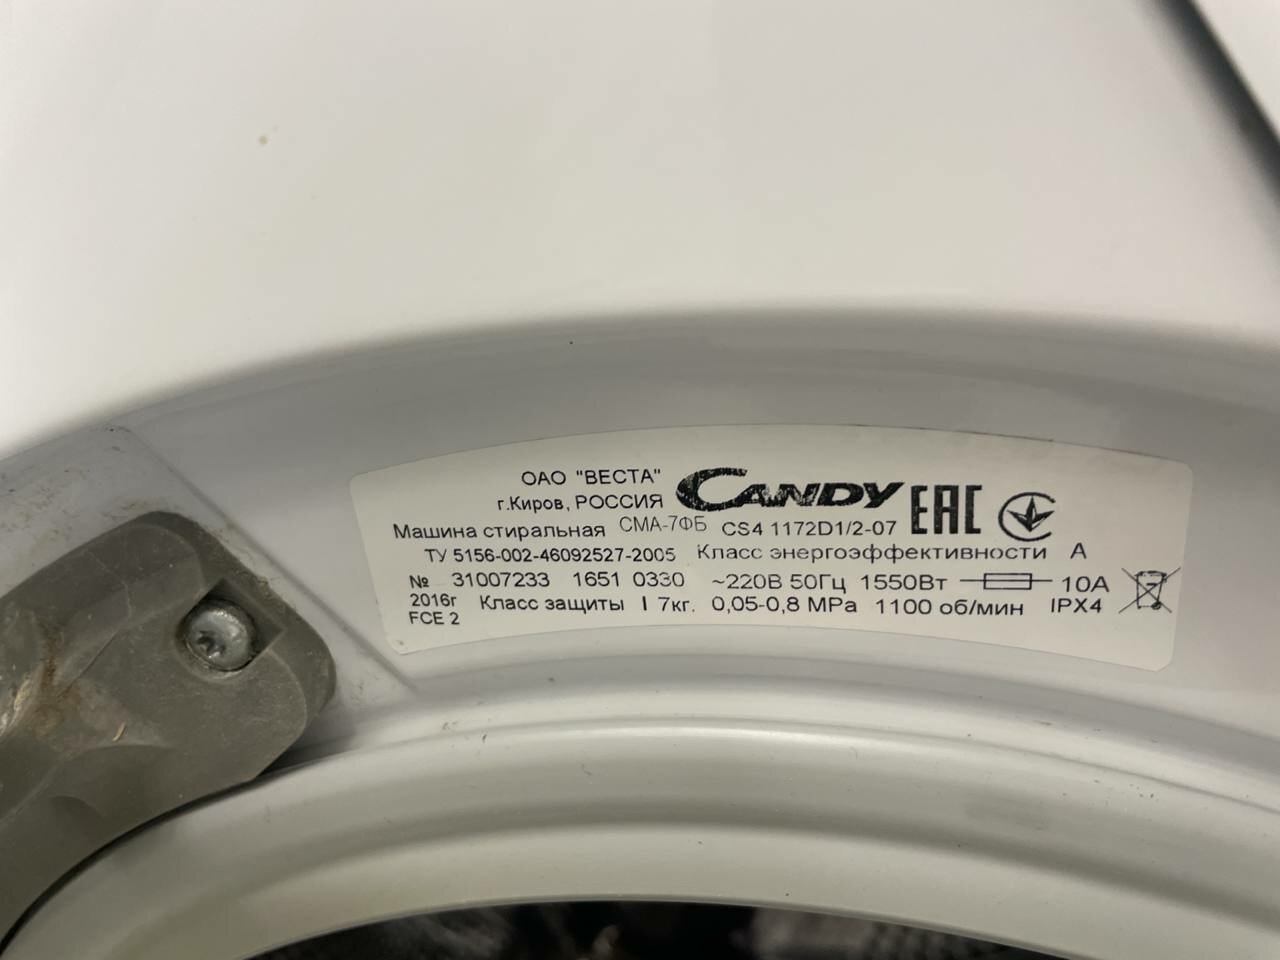 ОАО "ВЕСТА"
г.Киров, РОССИЯ
CANDY
EAC
Машина стиральная СМА-7ФБ CS4 1172D1/2-07
ТУ 5156-002-46092527-2005 Класс энергоэффективности А
№ 31007233 1651 0330 ~220В 50Гц 1550Вт 10А
2016г Класс защиты I 7кг. 0,05-0,8 MPa 1100 об/мин IPX4
FCE 2